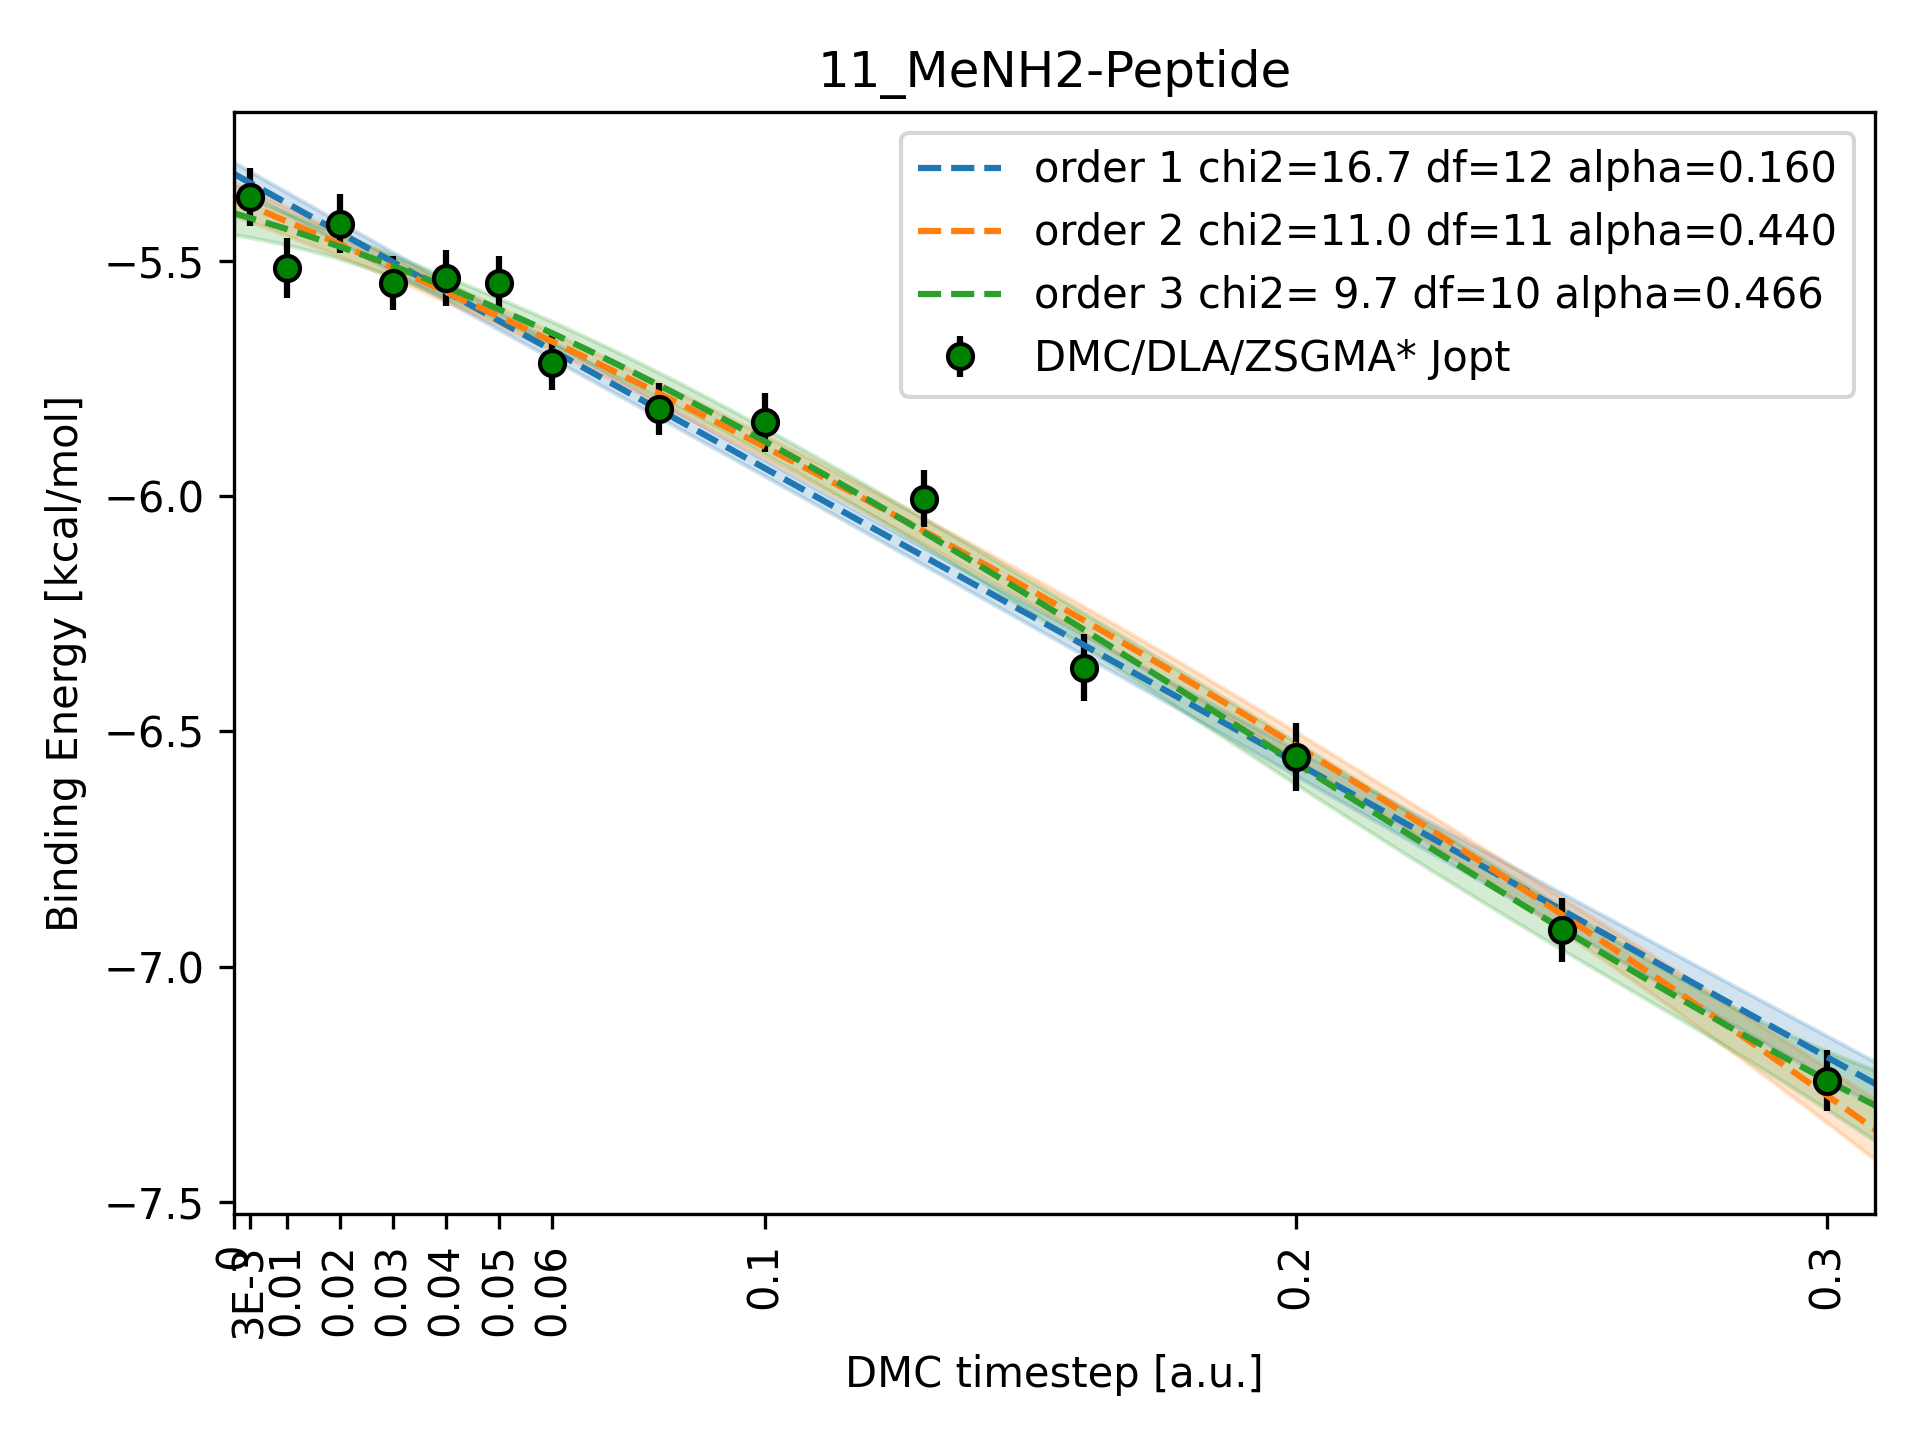 11_MeNH2-Peptide
order 1 chi2=16.7 df=12 alpha=0.160
order 2 chi2=11.0 df=11 alpha=0.440
order 3 chi2= 9.7 df=10 alpha=0.466
DMC/DLA/ZSGMA* Jopt
Binding Energy [kcal/mol]
−5.5
−6.0
−6.5
−7.0
−7.5
0
3E-3
0.01
0.02
0.03
0.04
0.05
0.06
0.1
0.2
0.3
DMC timestep [a.u.]